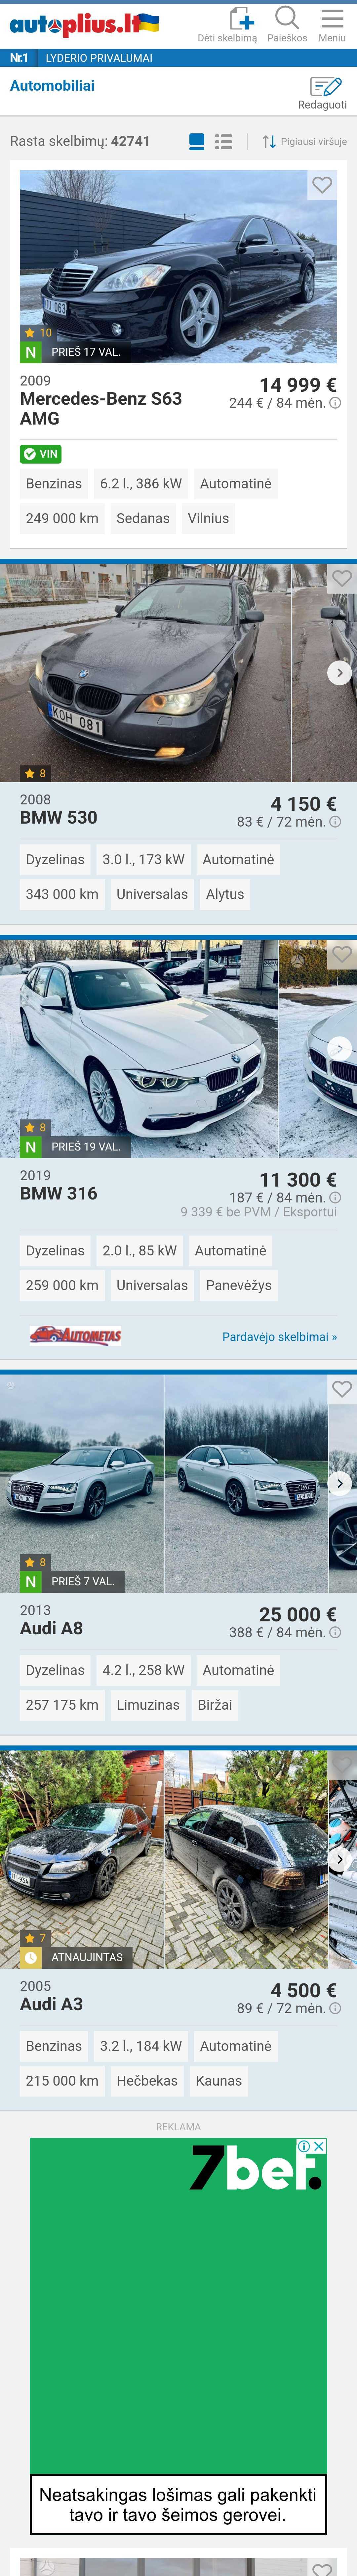 autoplius.lt
Dėti skelbimą
Paieškos
Meniu
Nr.1 LYDERIO PRIVALUMAI
Automobiliai
Redaguoti
Rasta skelbimų: 42741
Pigiausi viršuje
10
N PRIEŠ 17 VAL.
2009
Mercedes-Benz S63 AMG
14 999 €
244 € / 84 mėn.
VIN
Benzinas
6.2 l., 386 kW
Automatinė
249 000 km
Sedanas
Vilnius
KOH 081
8
2008
BMW 530
4 150 €
83 € / 72 mėn.
Dyzelinas
3.0 l., 173 kW
Automatinė
343 000 km
Universalas
Alytus
8
N PRIEŠ 19 VAL.
2019
BMW 316
11 300 €
187 € / 84 mėn.
9 339 € be PVM / Eksportui
Dyzelinas
2.0 l., 85 kW
Automatinė
259 000 km
Universalas
Panevėžys
AUTOMETAS
Pardavėjo skelbimai »
8
N PRIEŠ 7 VAL.
2013
Audi A8
25 000 €
388 € / 84 mėn.
Dyzelinas
4.2 l., 258 kW
Automatinė
257 175 km
Limuzinas
Biržai
7
ATNAUJINTAS
2005
Audi A3
4 500 €
89 € / 72 mėn.
Benzinas
3.2 l., 184 kW
Automatinė
215 000 km
Hečbekas
Kaunas
REKLAMA
7bet.
Neatsakingas lošimas gali pakenkti
tavo ir tavo šeimos gerovei.